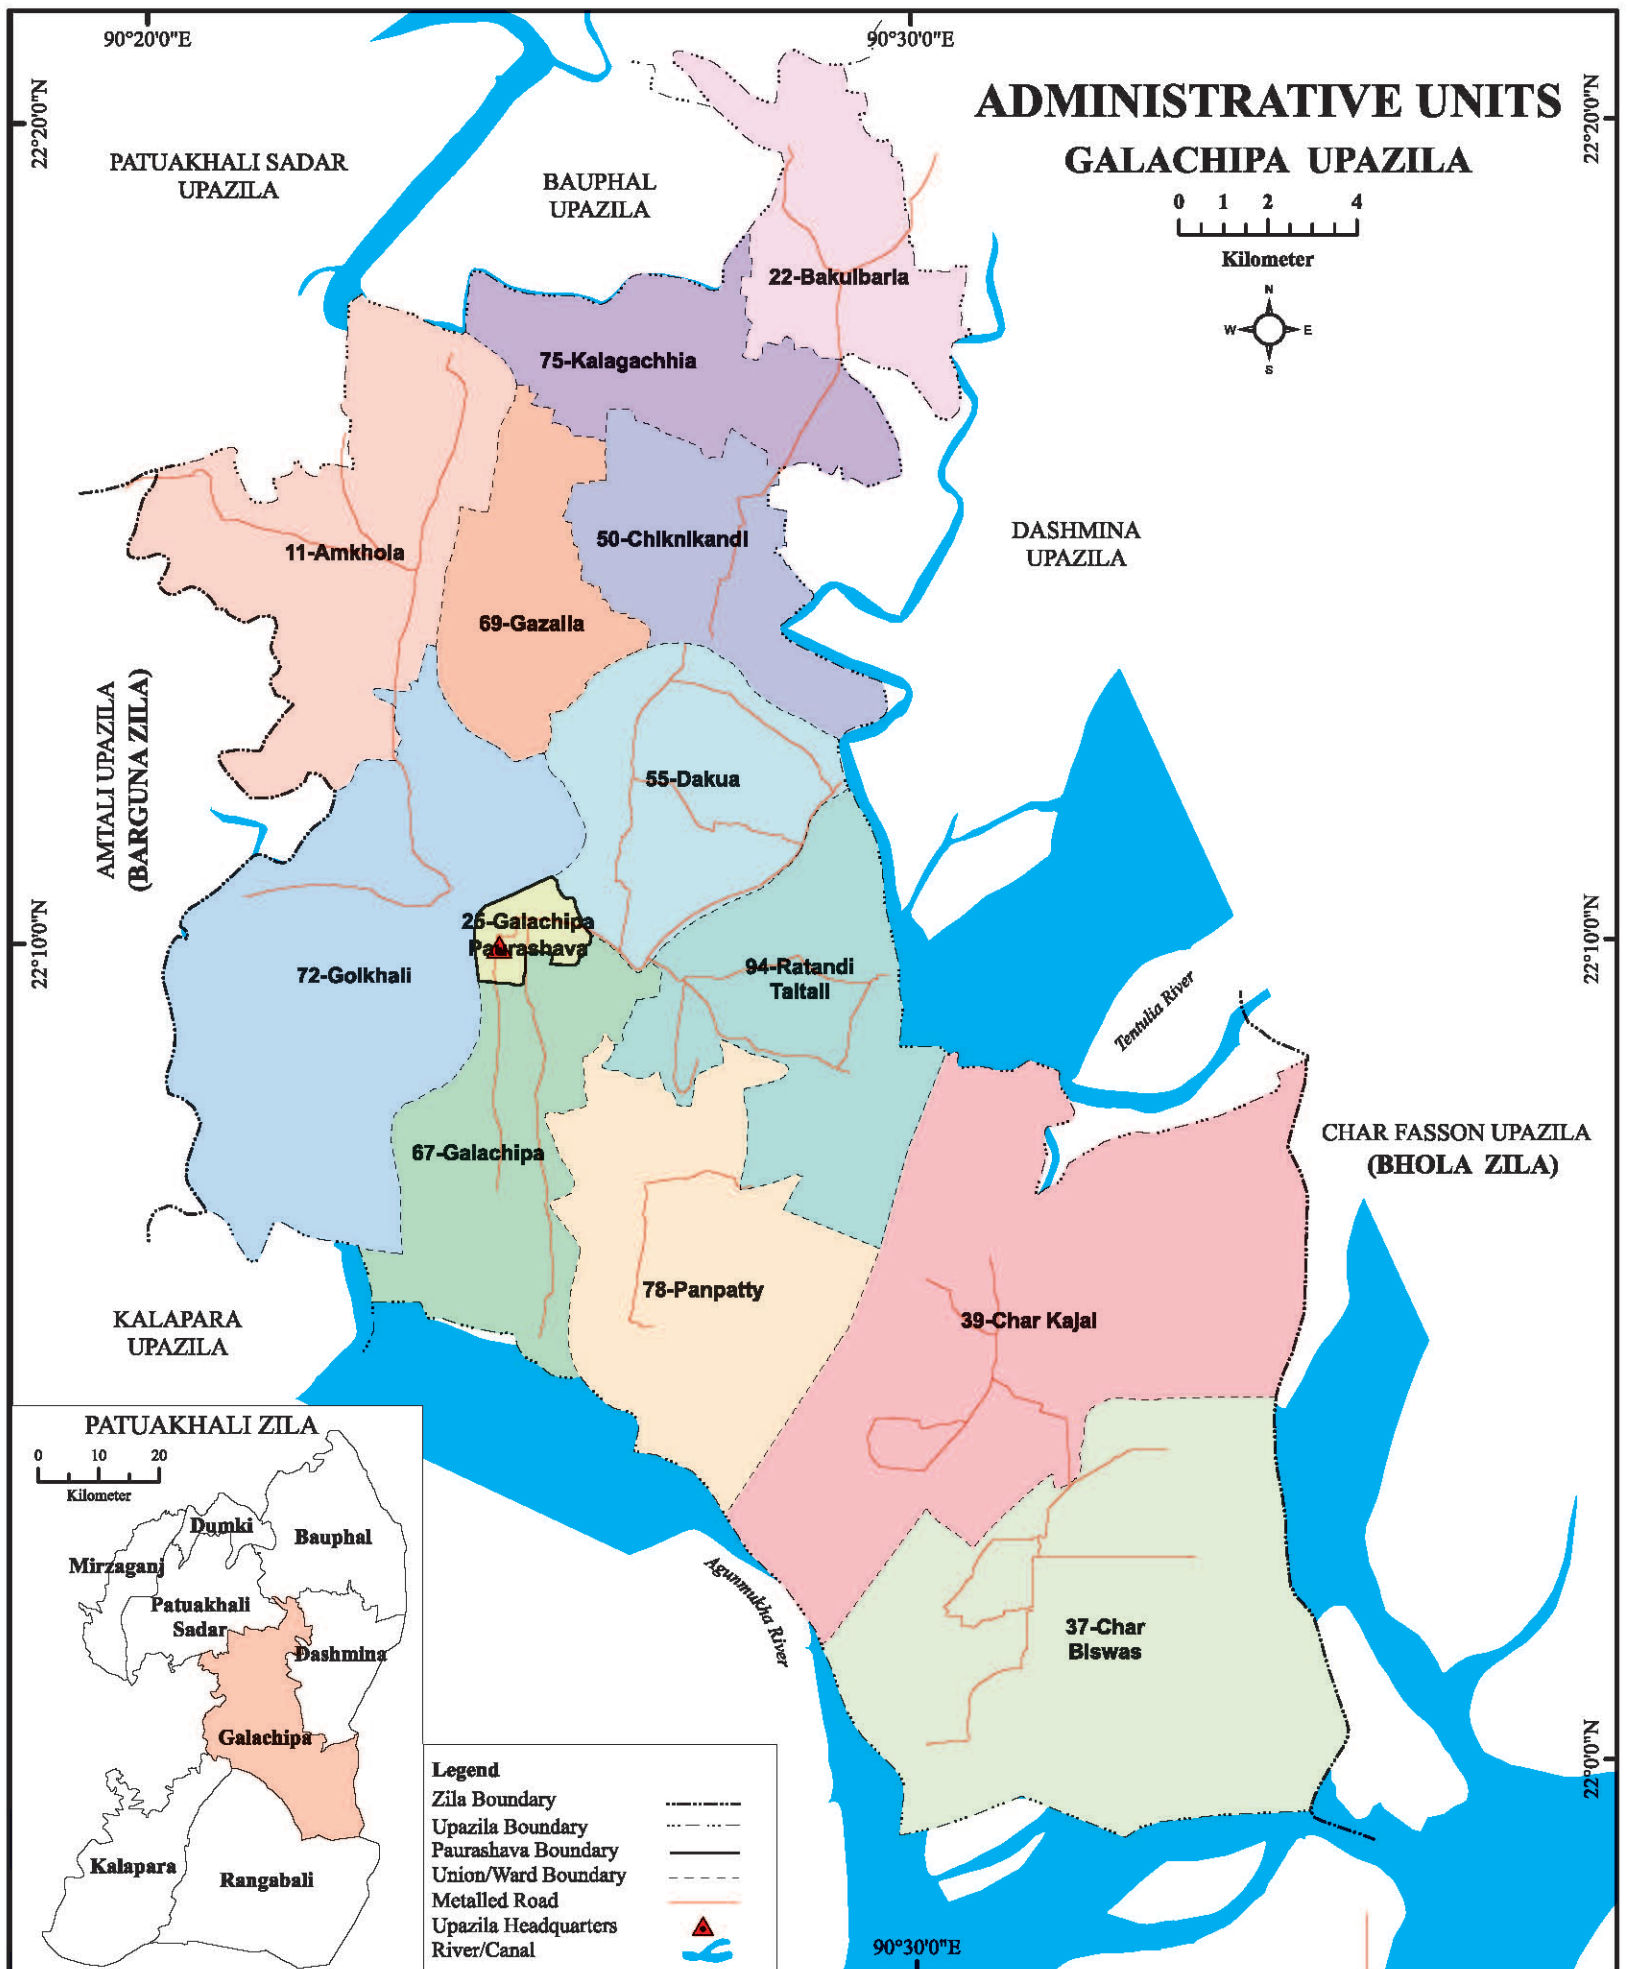 90°20'0"E
90°30'0"E
ADMINISTRATIVE UNITS
GALACHIPA UPAZILA
0 1 2 4
Kilometer
N
W E
S
22°20'0"N
22°20'0"N
PATUAKHALI SADAR
UPAZILA
BAUPHAL
UPAZILA
22-Bakulbaria
75-Kalagachhia
11-Amkhola
50-Chiknikandi
DASHMINA
UPAZILA
69-Gazalia
AMTALI UPAZILA
(BARGUNA ZILA)
55-Dakua
22°10'0"N
22°10'0"N
26-Galachipa
Paurashava
72-Golkhali
94-Ratandi
Taltali
Tentulia River
67-Galachipa
CHAR FASSON UPAZILA
(BHOLA ZILA)
78-Panpatty
39-Char Kajal
KALAPARA
UPAZILA
Agunmukha River
37-Char
Biswas
22°0'0"N
PATUAKHALI ZILA
0 10 20
Kilometer
Dumki
Bauphal
Mirzaganj
Patuakhali
Sadar
Dashmina
Galachipa
Kalapara
Rangabali
Legend
Zila Boundary
Upazila Boundary
Paurashava Boundary
Union/Ward Boundary
Metalled Road
Upazila Headquarters
River/Canal
90°30'0"E